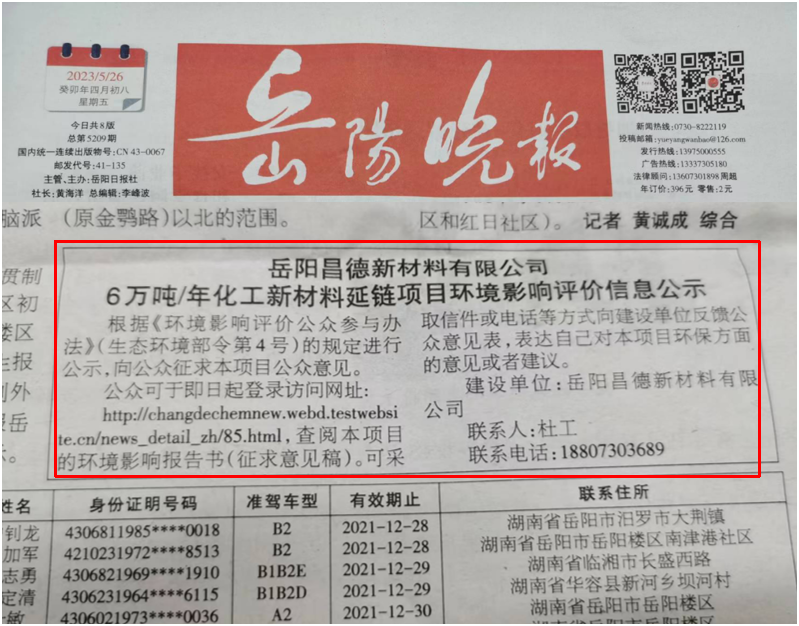 2023/5/26
癸卯年四月初八
星期五
今日共8版
总第5209期
国内统一连续出版物号:CN 43-0067
邮发代号:41-135
主管、主办:岳阳日报社
社长:黄海洋 总编辑:李峰波
岳陽晚報
新闻热线:0730-8222119
投稿邮箱:yueyangwanbao@126.com
发行热线:13975000555
广告热线:13337305180
法律顾问:13607301898 周超
年订价:396元 零售:2元
脑派
(原金鹗路)以北的范围。
区和红日社区)。 记者 黄诚成 综合
贯制
区初
娄区
报
外
岳
岳阳昌德新材料有限公司
6万吨/年化工新材料延链项目环境影响评价信息公示
根据《环境影响评价公众参与办
法》(生态环境部令第4号)的规定进行
公示,向公众征求本项目公众意见。
公众可于即日起登录访问网址:
http://changdechemnew.webd.testwebsi
te.cn/news_detail_zh/85.html,查阅本项目
的环境影响报告书(征求意见稿)。可采
取信件或电话等方式向建设单位反馈公
众意见表,表达自己对本项目环保方面
的意见或者建议。
建设单位:岳阳昌德新材料有限
公司
联系人:杜工
联系电话:18807303689
姓名 身份证明号码 准驾车型 有效期止 联系住所
钊龙 4306811985****0018 B2 2021-12-28 湖南省岳阳市汨罗市大荆镇
加军 4210231972****8513 B2 2021-12-28 湖南省岳阳市岳阳楼区南津港社区
志勇 4306821969****1910 B1B2E 2021-12-29 湖南省临湘市长盛西路
定清 4306231964****6115 B1B2D 2021-12-29 湖南省华容县新河乡坝河村
敏 4306021973****0036 A2 2021-12-30 湖南省岳阳市岳阳楼区